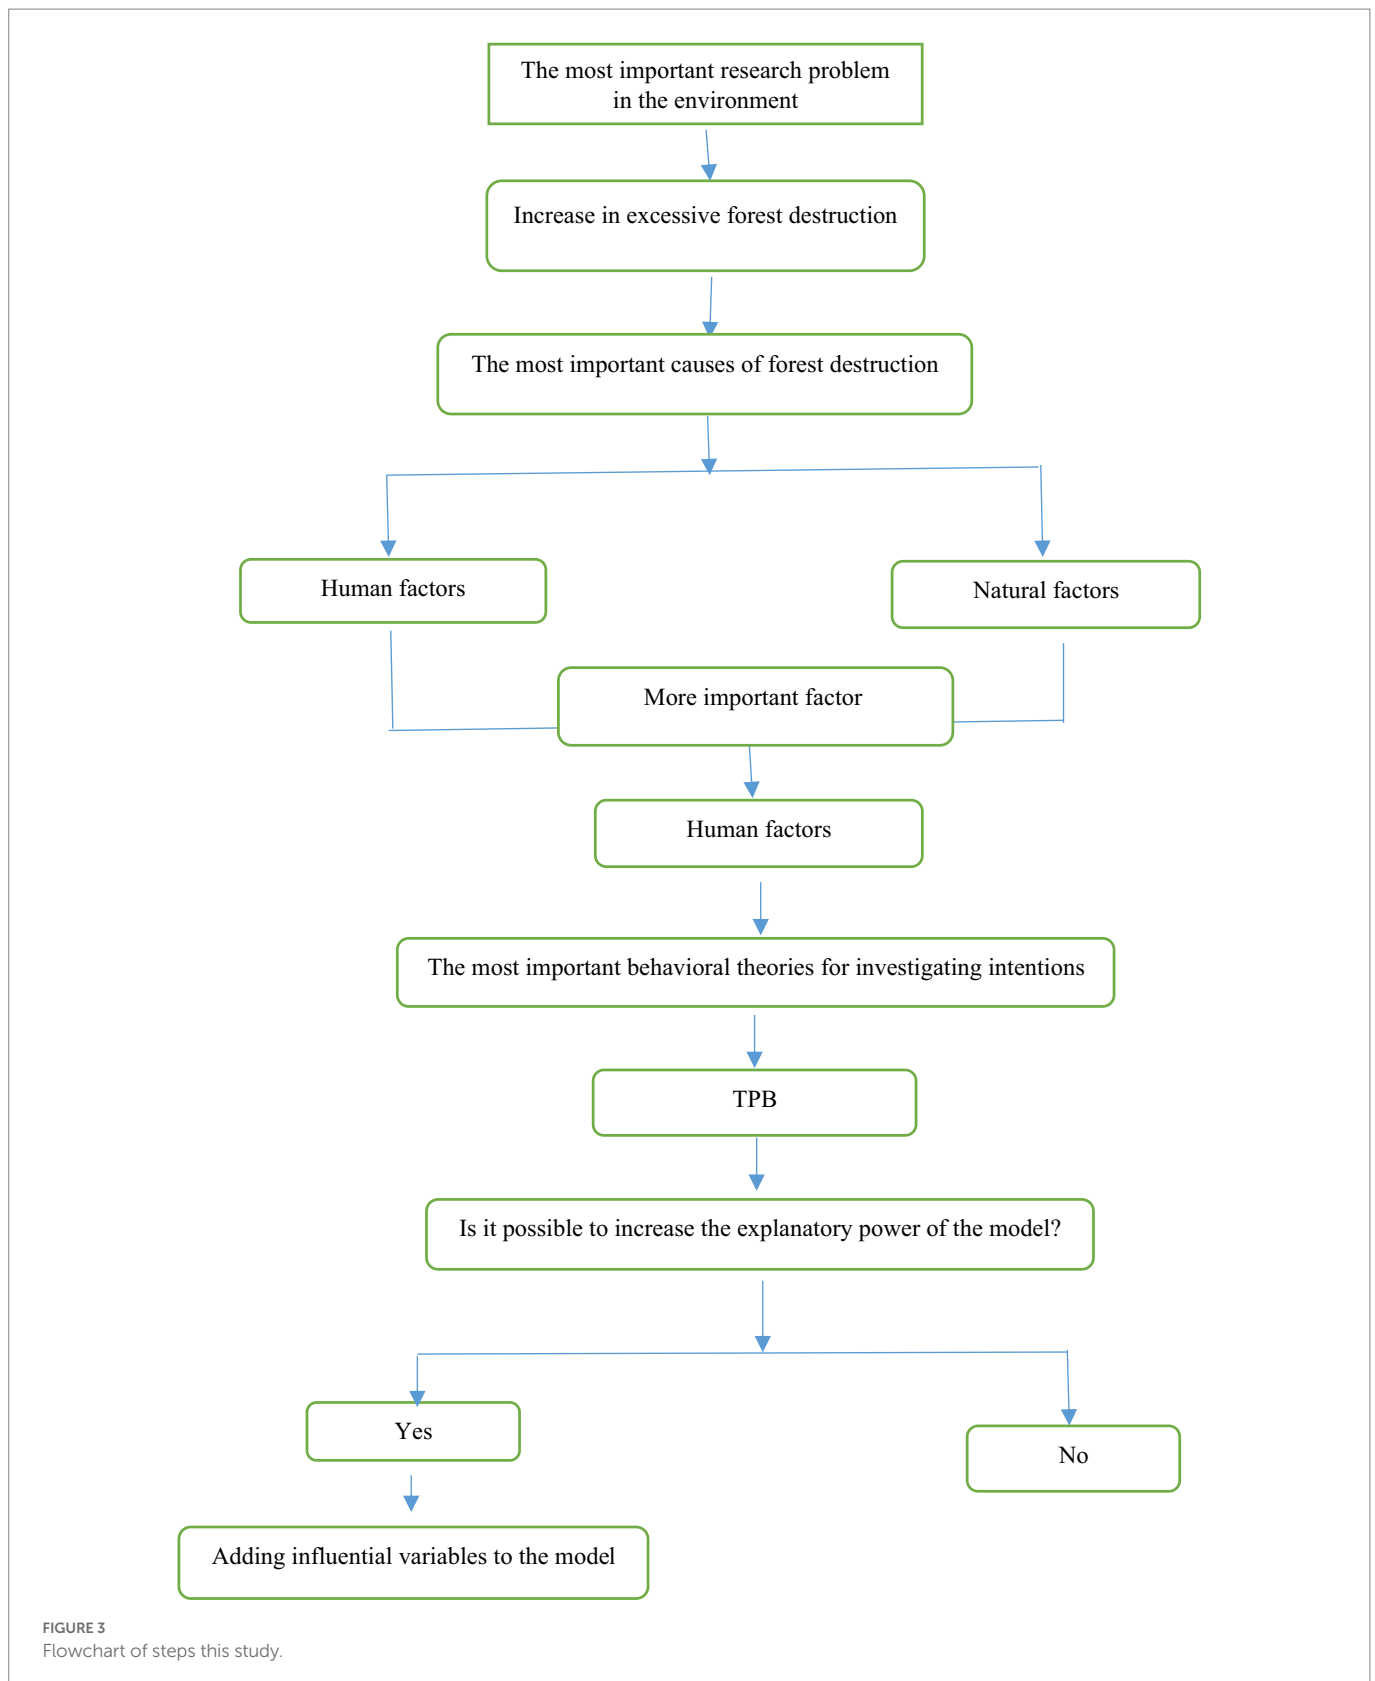 The most important research problem
in the environment
Increase in excessive forest destruction
The most important causes of forest destruction
Human factors
Natural factors
More important factor
Human factors
The most important behavioral theories for investigating intentions
TPB
Is it possible to increase the explanatory power of the model?
Yes
No
Adding influential variables to the model
FIGURE 3
Flowchart of steps this study.